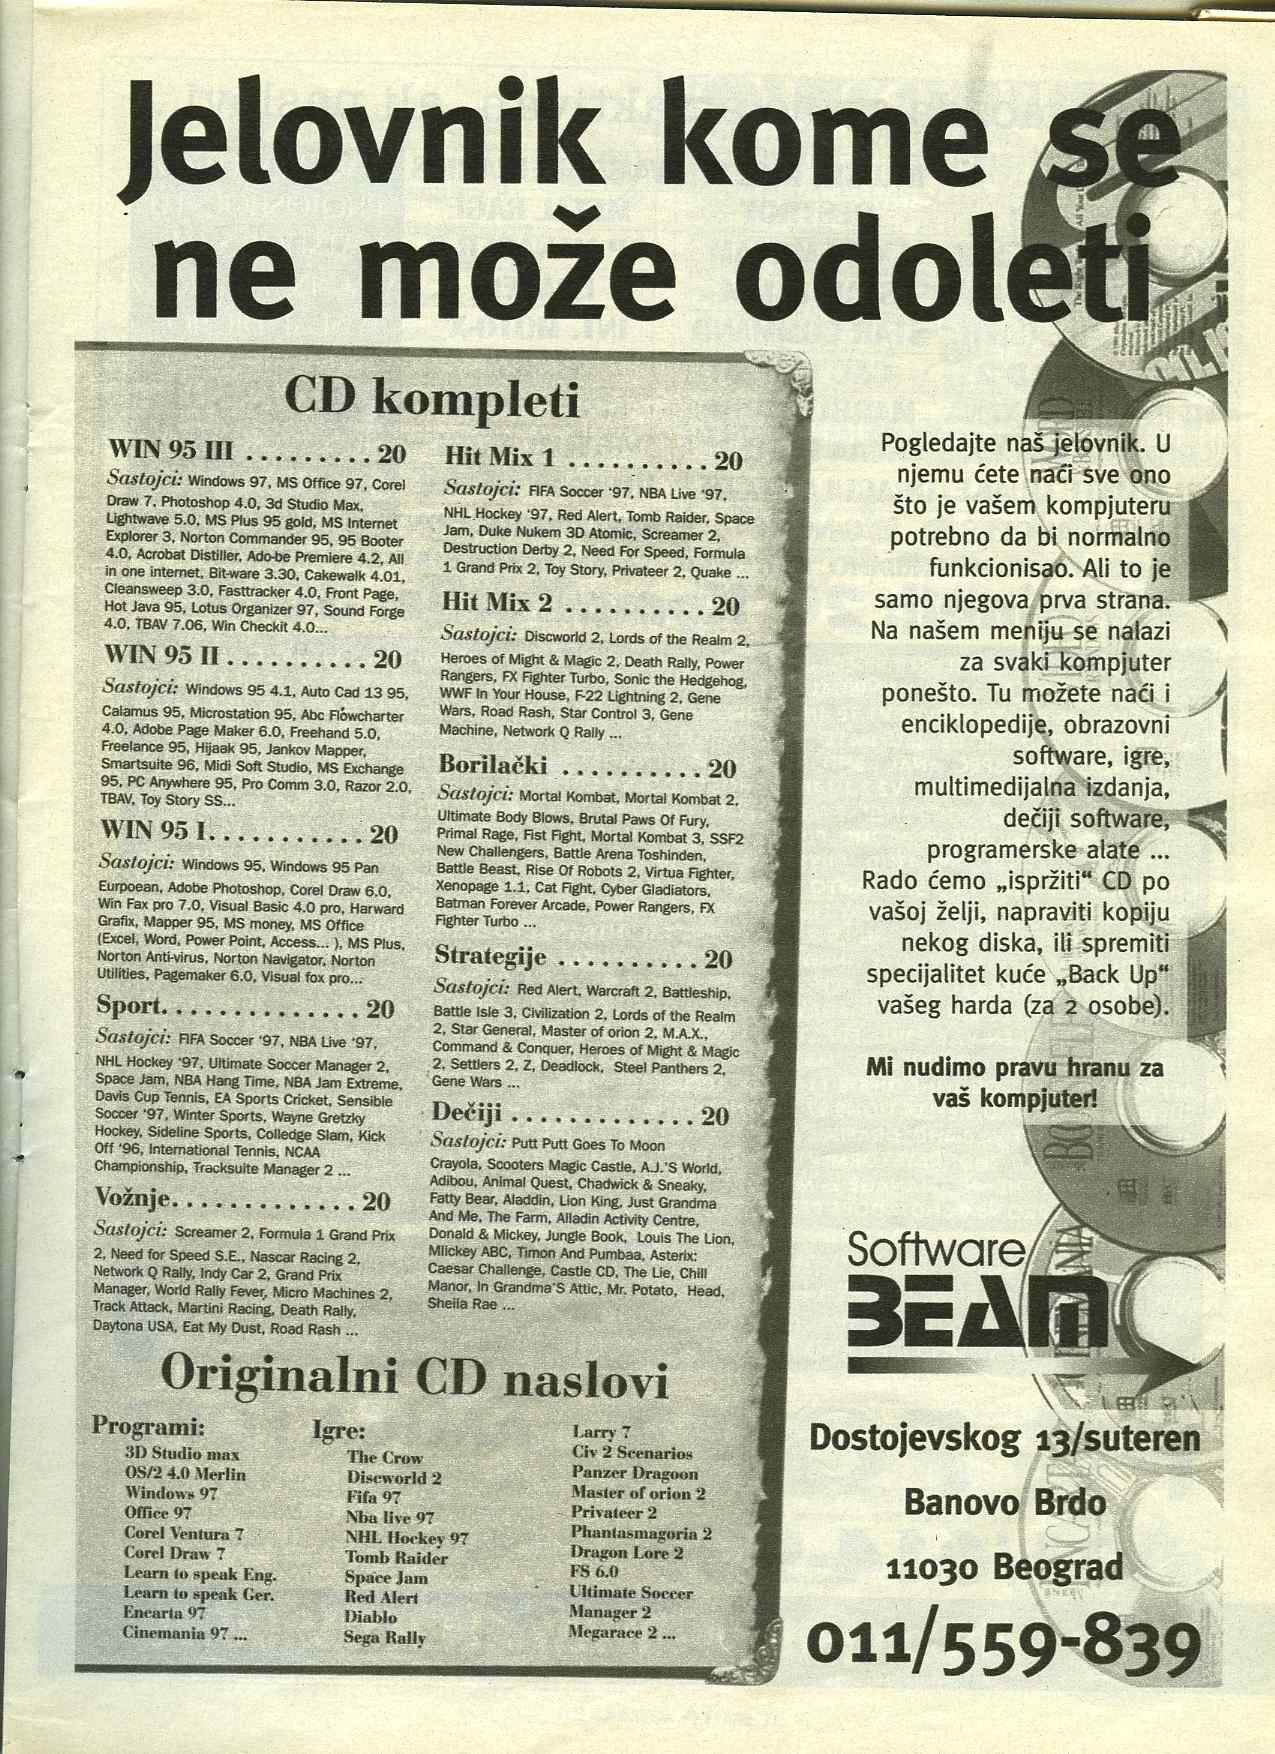 Jelovnik kome se
ne može odoleti
CD kompleti
WIN 95 III . . . . . . . . . 20
Sastojci: Windows 97, MS Office 97, Corel
Draw 7, Photoshop 4.0, 3d Studio Max,
Lightwave 5.0, MS Plus 95 gold, MS Internet
Explorer 3, Norton Commander 95, 95 Booter
4.0, Acrobat Distiller, Ado-be Premiere 4.2, All
in one internet, Bit-ware 3.30, Cakewalk 4.01,
Cleansweep 3.0, Fasttracker 4.0, Front Page,
Hot Java 95, Lotus Organizer 97, Sound Forge
4.0, TBAV 7.06, Win Checkit 4.0...
WIN 95 II . . . . . . . . . . 20
Sastojci: Windows 95 4.1, Auto Cad 13 95,
Calamus 95, Microstation 95, Abc Flowcharter
4.0, Adobe Page Maker 6.0, Freehand 5.0,
Freelance 95, Hijaak 95, Jankov Mapper,
Smartsuite 96, Midi Soft Studio, MS Exchange
95, PC Anywhere 95, Pro Comm 3.0, Razor 2.0,
TBAV, Toy Story SS...
WIN 95 I. . . . . . . . . . . 20
Sastojci: Windows 95, Windows 95 Pan
Eurpoean, Adobe Photoshop, Corel Draw 6.0,
Win Fax pro 7.0, Visual Basic 4.0 pro, Harward
Grafix, Mapper 95, MS money, MS Office
(Excel, Word, Power Point, Access... ), MS Plus,
Norton Anti-virus, Norton Navigator, Norton
Utilities, Pagemaker 6.0, Visual fox pro...
Sport. . . . . . . . . . . . . . 20
Sastojci: FIFA Soccer '97, NBA Live '97,
NHL Hockey '97, Ultimate Soccer Manager 2,
Space Jam, NBA Hang Time, NBA Jam Extreme,
Davis Cup Tennis, EA Sports Cricket, Sensible
Soccer '97, Winter Sports, Wayne Gretzky
Hockey, Sideline Sports, Colledge Slam, Kick
Off '96, International Tennis, NCAA
Championship, Tracksuite Manager 2 ...
Vožnje. . . . . . . . . . . . . 20
Sastojci: Screamer 2, Formula 1 Grand Prix
2, Need for Speed S.E., Nascar Racing 2,
Network Q Rally, Indy Car 2, Grand Prix
Manager, World Rally Fever, Micro Machines 2,
Track Attack, Martini Racing, Death Rally,
Daytona USA, Eat My Dust, Road Rash ...
Hit Mix 1 . . . . . . . . . . 20
Sastojci: FIFA Soccer '97, NBA Live '97,
NHL Hockey '97, Red Alert, Tomb Raider, Space
Jam, Duke Nukem 3D Atomic, Screamer 2,
Destruction Derby 2, Need For Speed, Formula
1 Grand Prix 2, Toy Story, Privateer 2, Quake ...
Hit Mix 2 . . . . . . . . . . 20
Sastojci: Discworld 2, Lords of the Realm 2,
Heroes of Might & Magic 2, Death Rally, Power
Rangers, FX Fighter Turbo, Sonic the Hedgehog,
WWF In Your House, F-22 Lightning 2, Gene
Wars, Road Rash, Star Control 3, Gene
Machine, Network Q Rally ...
Borilački . . . . . . . . . . 20
Sastojci: Mortal Kombat, Mortal Kombat 2,
Ultimate Body Blows, Brutal Paws Of Fury,
Primal Rage, Fist Fight, Mortal Kombat 3, SSF2
New Challengers, Battle Arena Toshinden,
Battle Beast, Rise Of Robots 2, Virtua Fighter,
Xenopage 1.1, Cat Fight, Cyber Gladiators,
Batman Forever Arcade, Power Rangers, FX
Fighter Turbo ...
Strategije . . . . . . . . . . 20
Sastojci: Red Alert, Warcraft 2, Battleship,
Battle Isle 3, Civilization 2, Lords of the Realm
2, Star General, Master of orion 2, M.A.X.,
Command & Conquer, Heroes of Might & Magic
2, Settlers 2, Z, Deadlock, Steel Panthers 2,
Gene Wars ...
Dečiji . . . . . . . . . . . . . 20
Sastojci: Putt Putt Goes To Moon
Crayola, Scooters Magic Castle, A.J.'S World,
Adibou, Animal Quest, Chadwick & Sneaky,
Fatty Bear, Aladdin, Lion King, Just Grandma
And Me, The Farm, Alladin Activity Centre,
Donald & Mickey, Jungle Book, Louis The Lion,
Mlickey ABC, Timon And Pumbaa, Asterix:
Caesar Challenge, Castle CD, The Lie, Chill
Manor, In Grandma'S Attic, Mr. Potato, Head,
Sheila Rae ...
Originalni CD naslovi
Programi:
3D Studio max
OS/2 4.0 Merlin
Windows 97
Office 97
Corel Ventura 7
Corel Draw 7
Learn to speak Eng.
Learn to speak Ger.
Encarta 97
Cinemania 97 ...
Igre:
The Crow
Discworld 2
Fifa 97
Nba live 97
NHL Hockey 97
Tomb Raider
Space Jam
Red Alert
Diablo
Sega Rally
Larry 7
Civ 2 Scenarios
Panzer Dragoon
Master of orion 2
Privateer 2
Phantasmagoria 2
Dragon Lore 2
FS 6.0
Ultimate Soccer
Manager 2
Megarace 2 ...
Pogledajte naš jelovnik. U
njemu ćete naći sve ono
što je vašem kompjuteru
potrebno da bi normalno
funkcionisao. Ali to je
samo njegova prva strana.
Na našem meniju se nalazi
za svaki kompjuter
ponešto. Tu možete naći i
enciklopedije, obrazovni
software, igre,
multimedijalna izdanja,
dečiji software,
programerske alate ...
Rado ćemo „ispržiti“ CD po
vašoj želji, napraviti kopiju
nekog diska, ili spremiti
specijalitet kuće „Back Up“
vašeg harda (za 2 osobe).
Mi nudimo pravu hranu za
vaš kompjuter!
Software
BEAM
Dostojevskog 13/suteren
Banovo Brdo
11030 Beograd
011/559-839